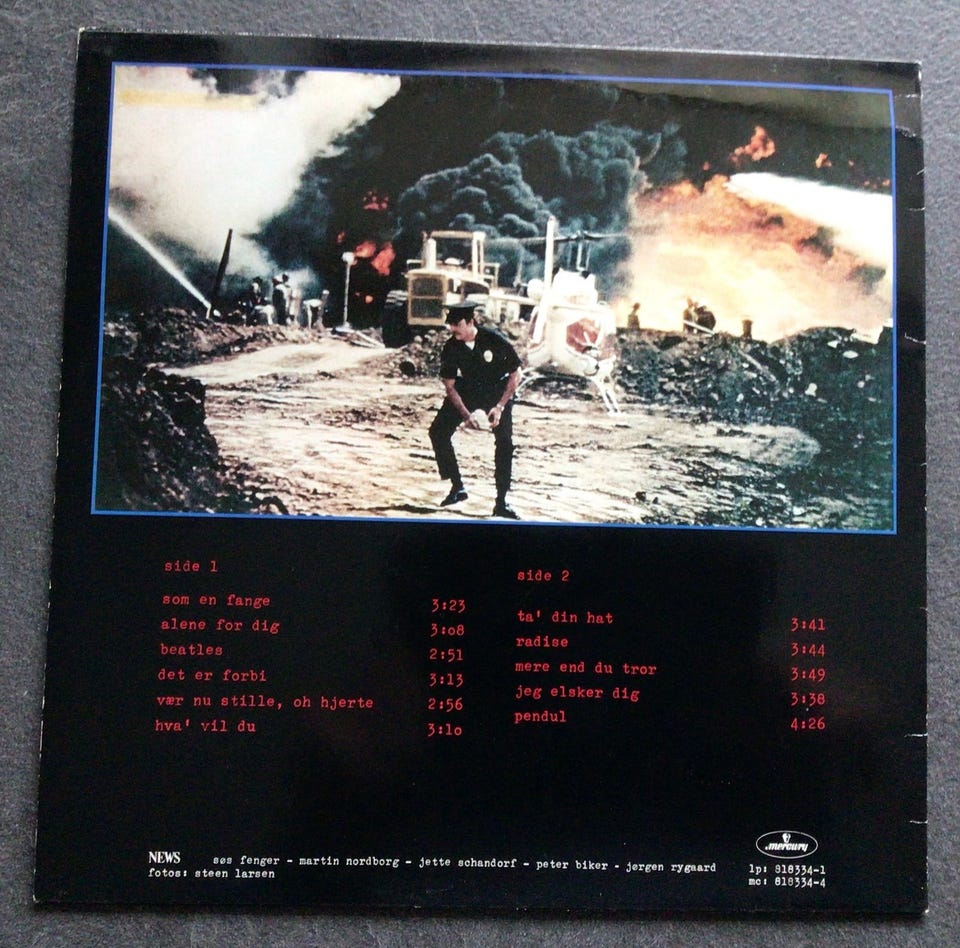 side 1
som en fange 3:23
alene for dig 3:08
beatles 2:51
det er forbi 3:13
vær nu stille, oh hjerte 2:56
hva' vil du 3:10
side 2
ta' din hat 3:41
radise 3:44
mere end du tror 3:49
jeg elsker dig 3:38
pendul 4:26
NEWS søs fenger - martin nordborg - jette schandorf - peter biker - jørgen rygaard
fotos: steen larsen
mercury
lp: 818334-1
mc: 818334-4